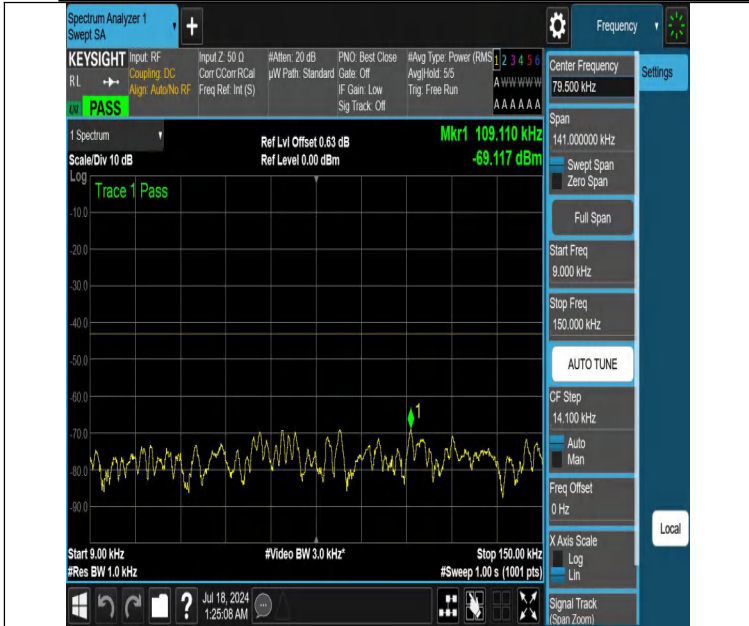 Spectrum Analyzer 1
Swept SA
+
Frequency
KEYSIGHT
RL
LXI
PASS
Input: RF
Coupling: DC
Align: Auto/No RF
Input Z: 50 Ω
Corr CCorr RCal
Freq Ref: Int (S)
#Atten: 20 dB
µW Path: Standard
PNO: Best Close
Gate: Off
IF Gain: Low
Sig Track: Off
#Avg Type: Power (RMS
Avg|Hold: 5/5
Trig: Free Run
1 2 3 4 5 6
A W W W W W
A A A A A A
1 Spectrum
Scale/Div 10 dB
Ref Lvl Offset 0.63 dB
Ref Level 0.00 dBm
Mkr1 109.110 kHz
-69.117 dBm
Log
Trace 1 Pass
-10.0
-20.0
-30.0
-40.0
-50.0
-60.0
-70.0
-80.0
-90.0
1
Start 9.00 kHz
#Res BW 1.0 kHz
#Video BW 3.0 kHz*
Stop 150.00 kHz
#Sweep 1.00 s (1001 pts)
?
Jul 18, 2024
1:25:08 AM
Center Frequency
79.500 kHz
Span
141.000000 kHz
Swept Span
Zero Span
Full Span
Start Freq
9.000 kHz
Stop Freq
150.000 kHz
AUTO TUNE
CF Step
14.100 kHz
Auto
Man
Freq Offset
0 Hz
X Axis Scale
Log
Lin
Signal Track
(Span Zoom)
Settings
Local